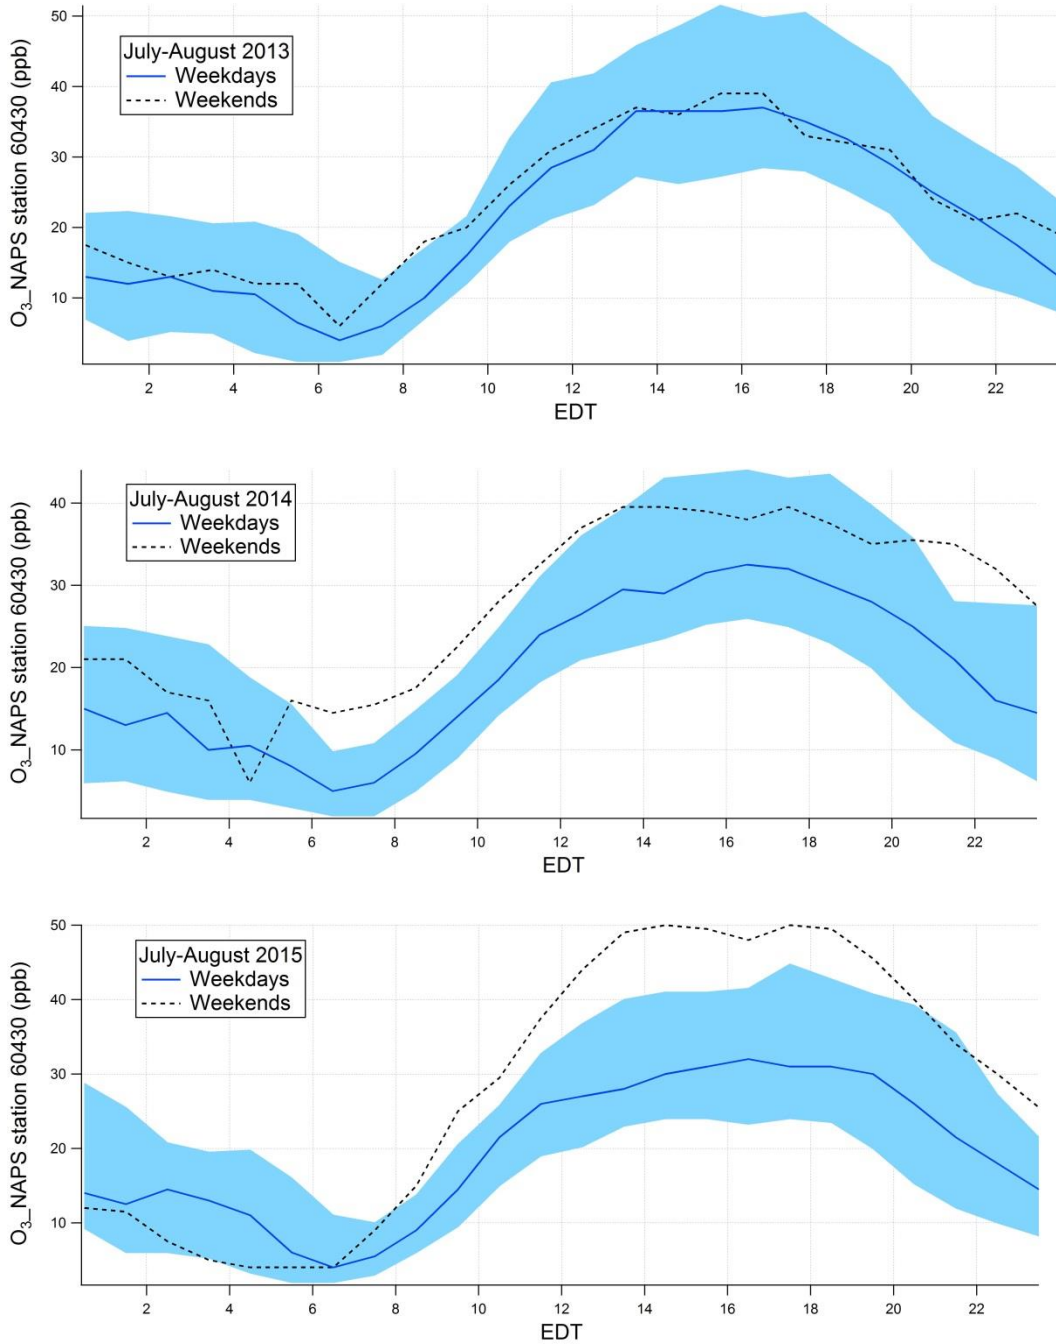 50
40
30
20
10
O3_NAPS station 60430 (ppb)
July-August 2013
Weekdays
Weekends
2 4 6 8 10 12 14 16 18 20 22
EDT
40
30
20
10
O3_NAPS station 60430 (ppb)
July-August 2014
Weekdays
Weekends
2 4 6 8 10 12 14 16 18 20 22
EDT
50
40
30
20
10
O3_NAPS station 60430 (ppb)
July-August 2015
Weekdays
Weekends
2 4 6 8 10 12 14 16 18 20 22
EDT